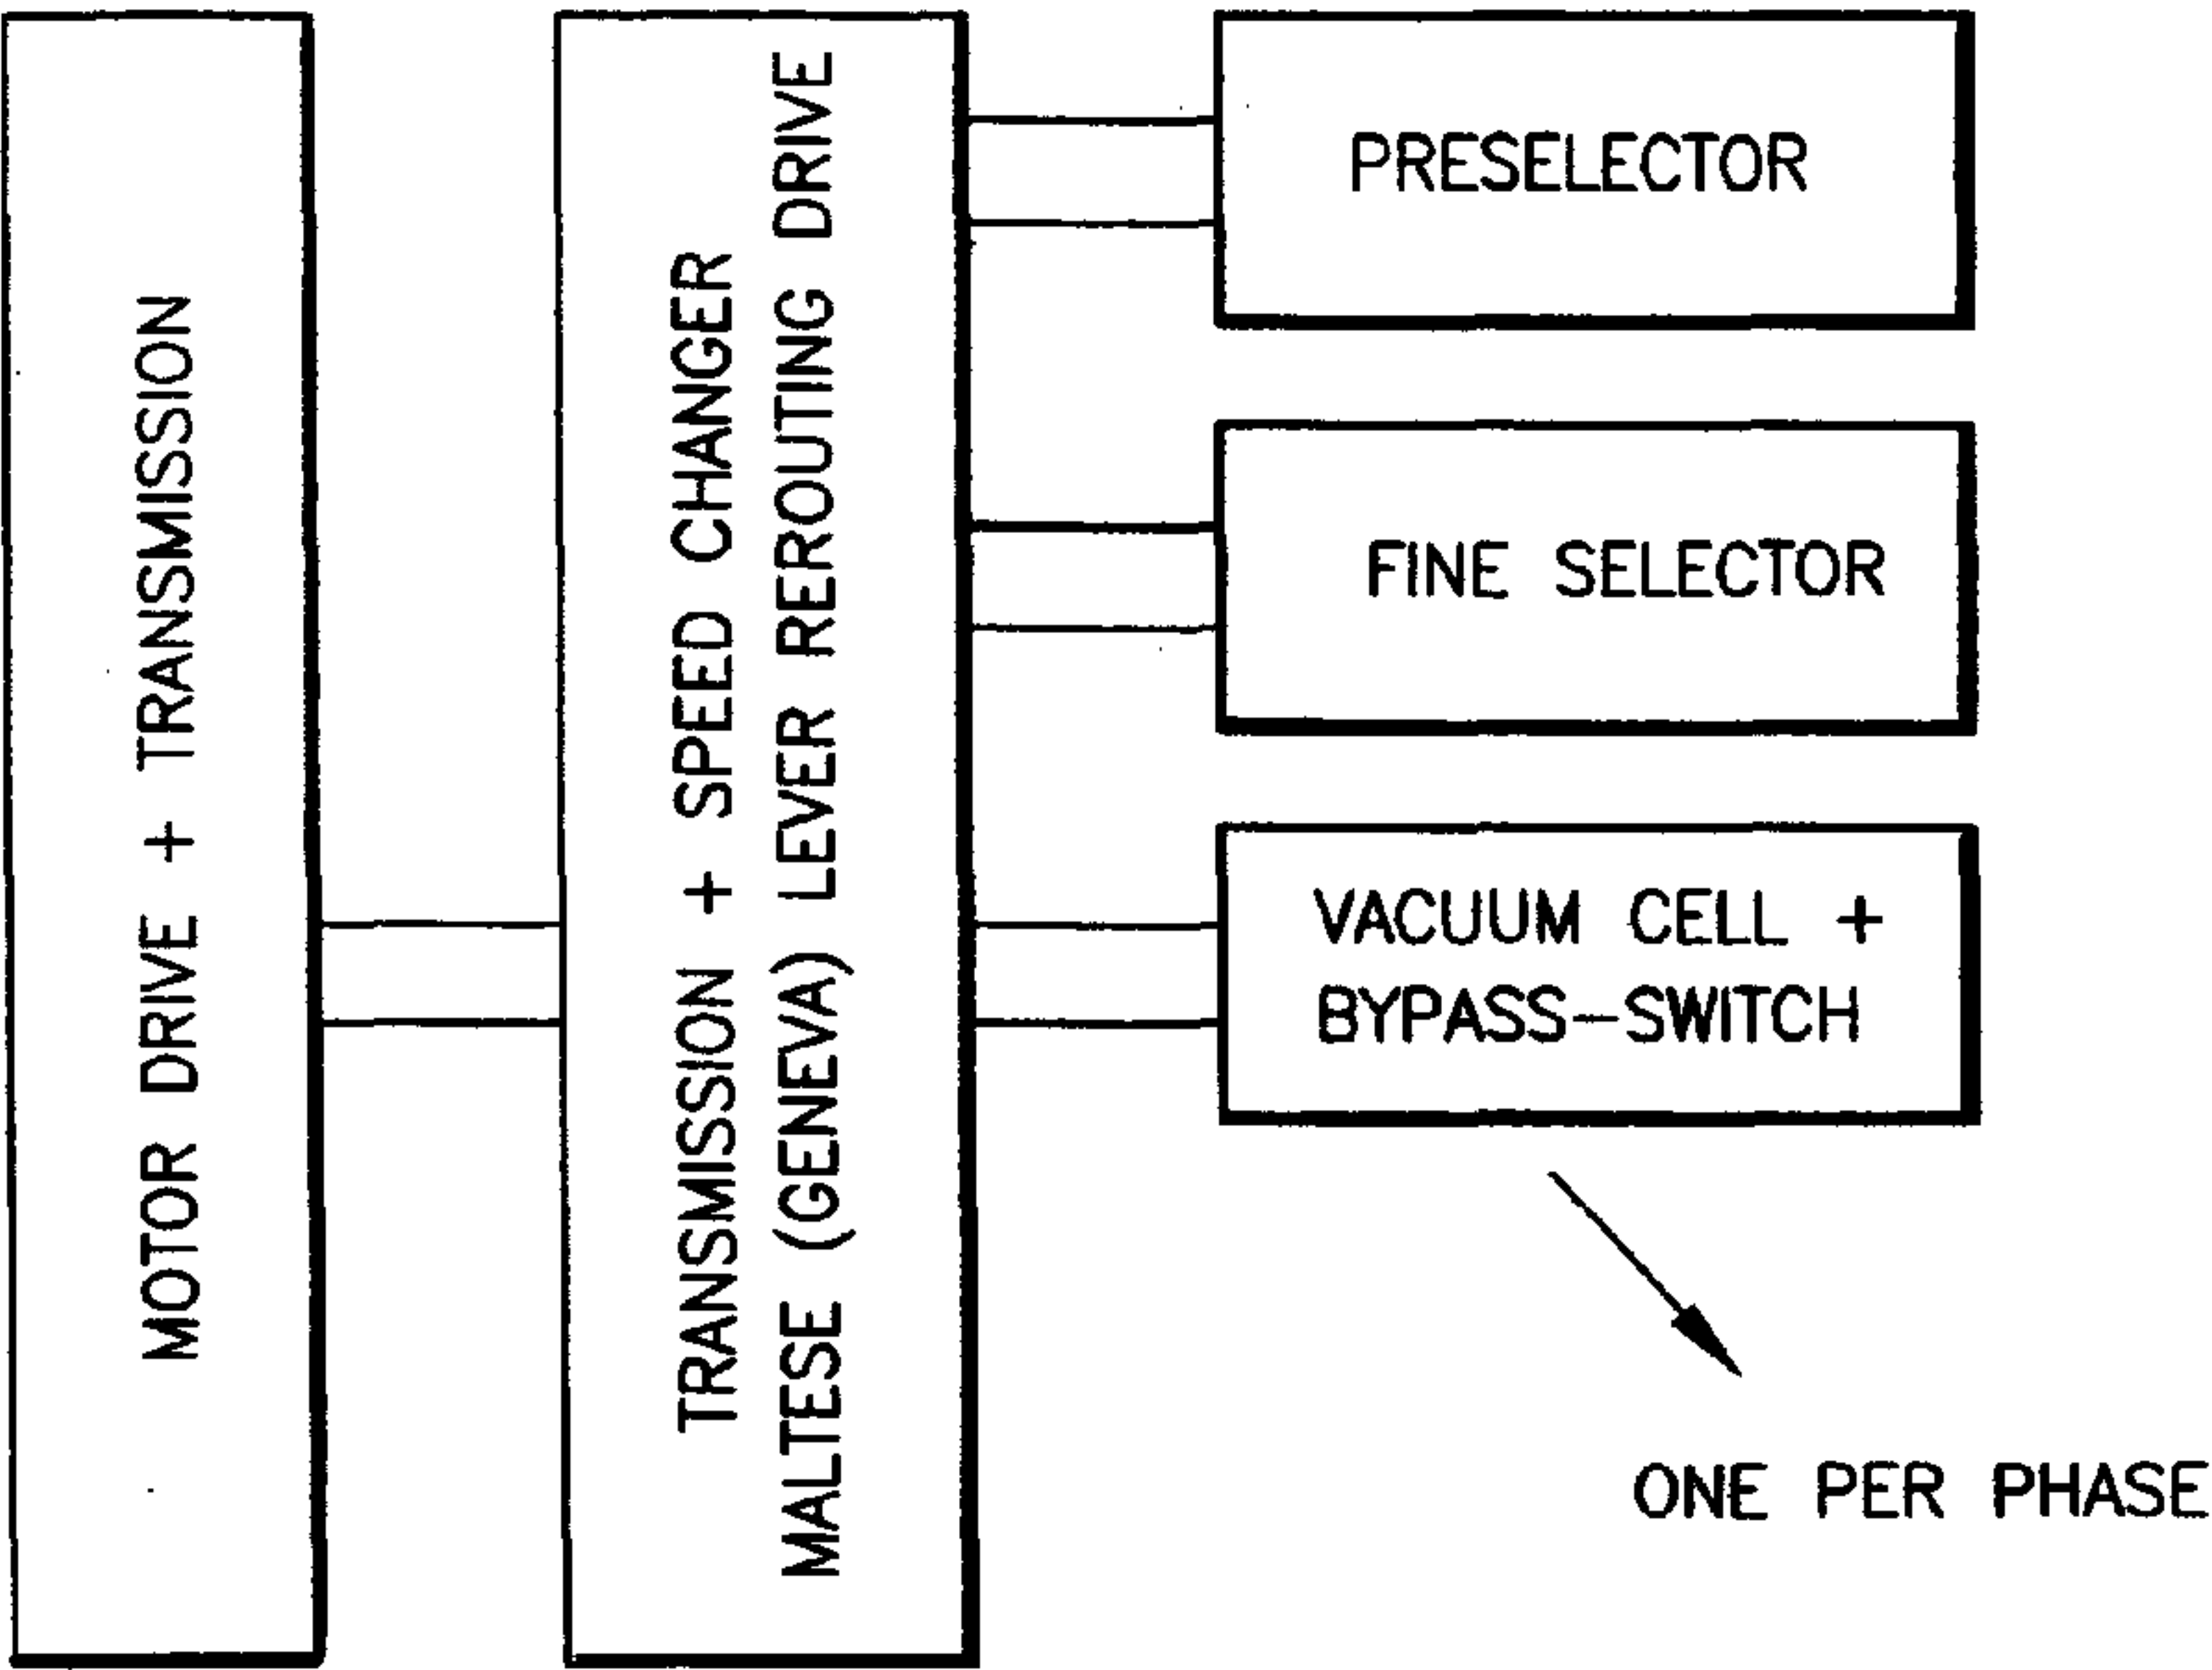 MOTOR DRIVE + TRANSMISSION
TRANSMISSION + SPEED CHANGER
MALTESE (GENEVA) LEVER REROUTING DRIVE
PRESELECTOR
FINE SELECTOR
VACUUM CELL +
BYPASS-SWITCH
ONE PER PHASE